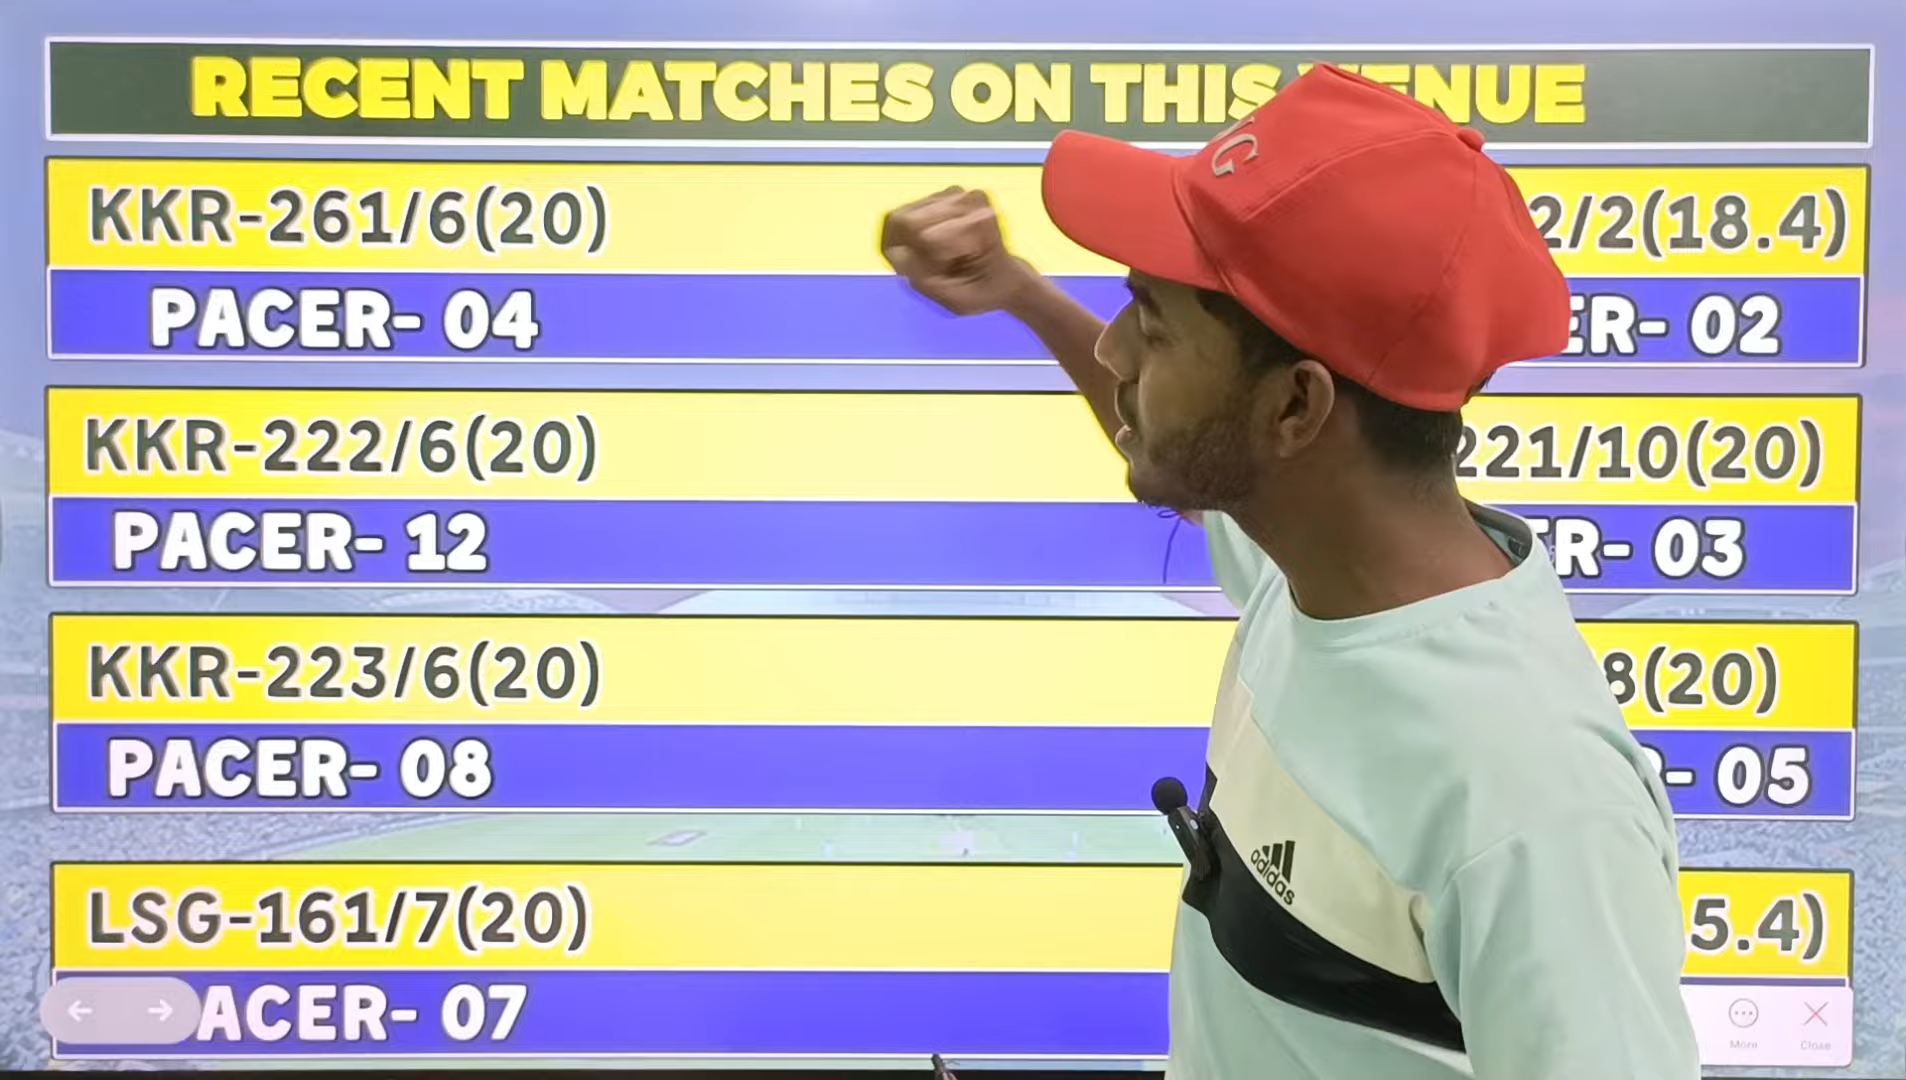 RECENT MATCHES ON THIS VENUE
KKR-261/6(20) 2/2(18.4)
PACER- 04 ER- 02
KKR-222/6(20) 221/10(20)
PACER- 12 ER- 03
KKR-223/6(20) 8(20)
PACER- 08 - 05
LSG-161/7(20) 5.4)
ACER- 07
adidas
More Close